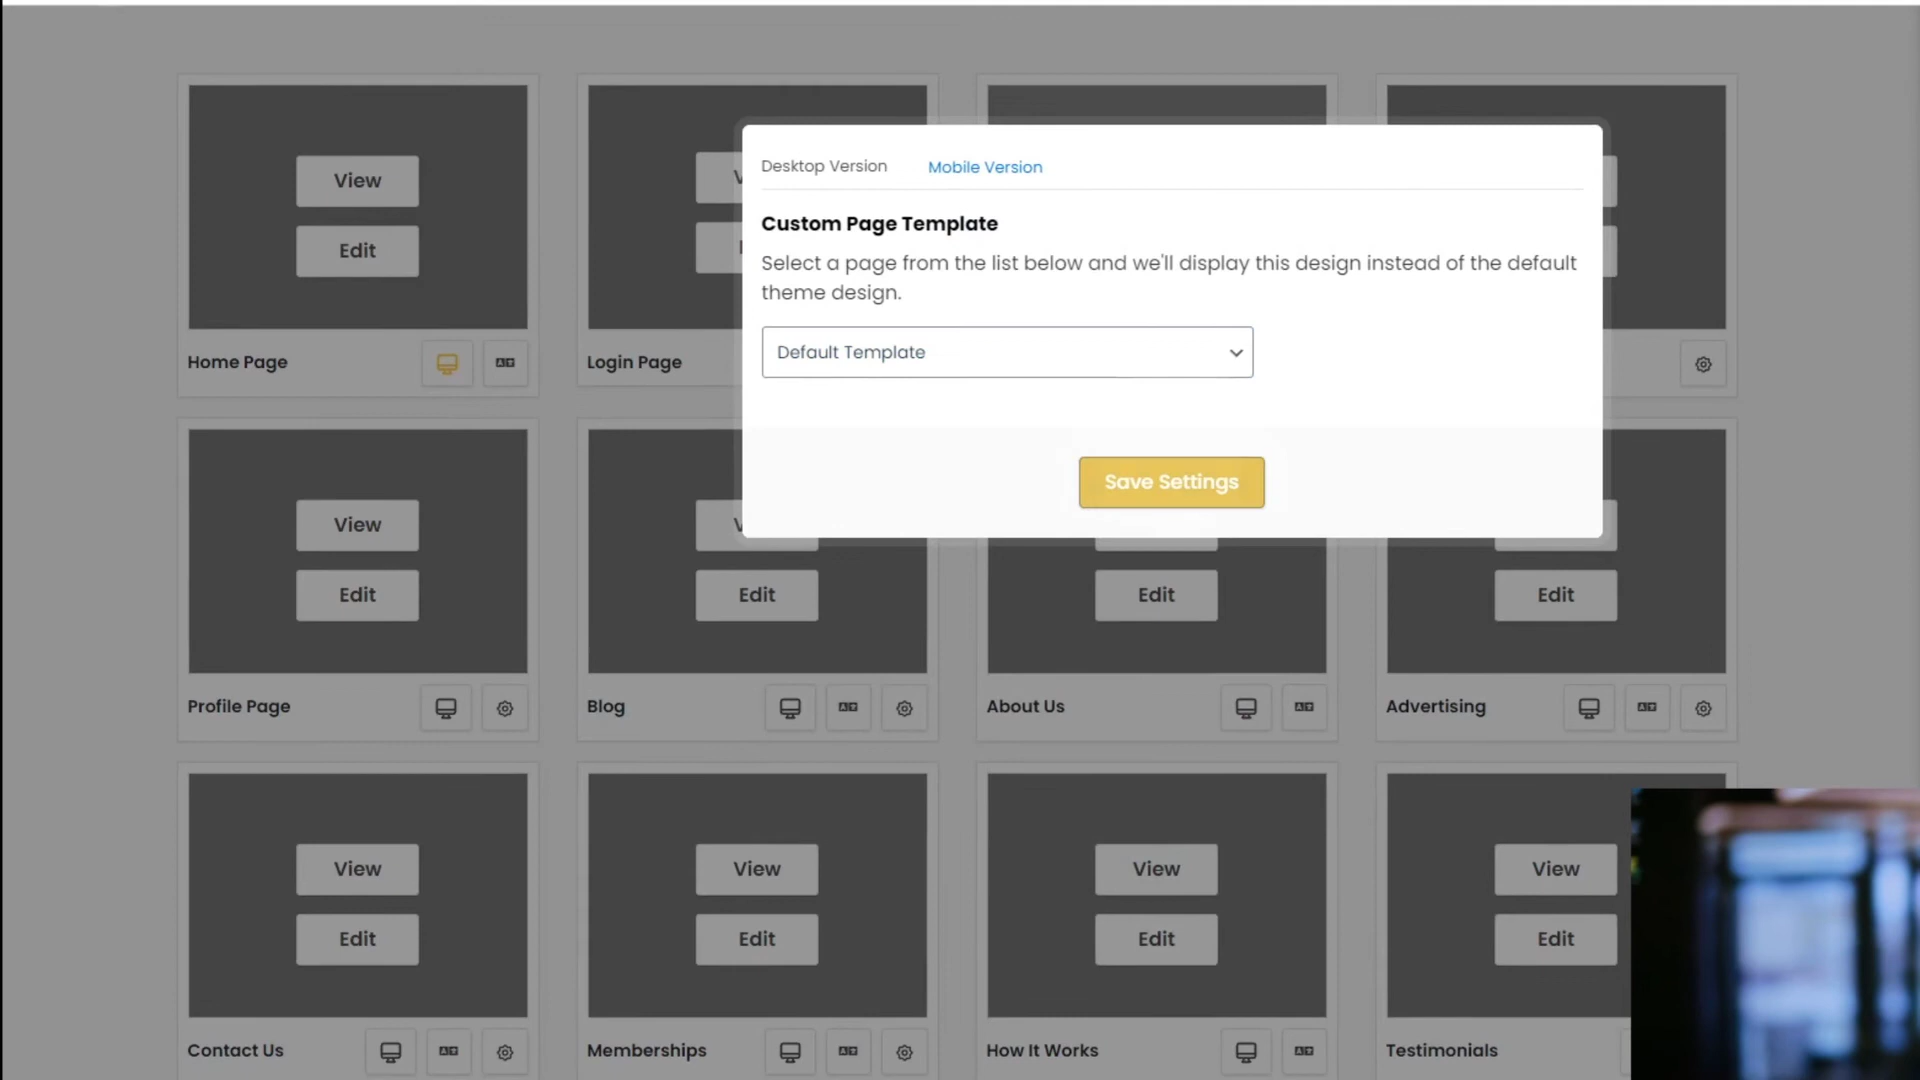 Desktop Version
Mobile Version
Custom Page Template
Select a page from the list below and we'll display this design instead of the default
theme design.
Default Template
Save Settings
View
Edit
Home Page
Login Page
View
Edit
Edit
Edit
Edit
Profile Page
Blog
About Us
Advertising
View
View
View
View
Edit
Edit
Edit
Edit
Contact Us
Memberships
How It Works
Testimonials